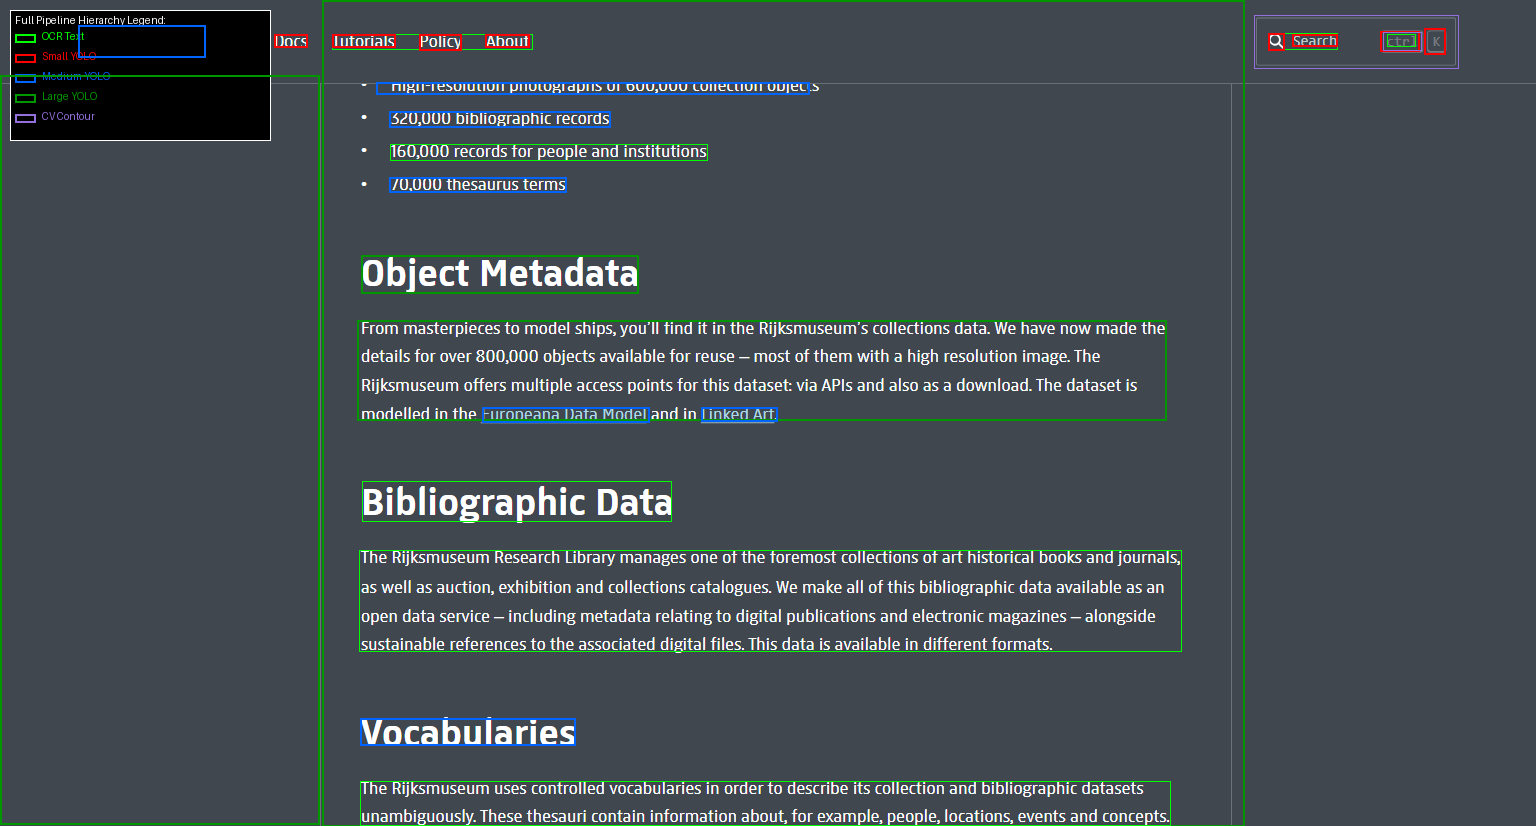 Full Pipeline Hierarchy Legend:
OCR Text
Small YOLO
Medium YOLO
Large YOLO
CV Contour
Docs Tutorials Policy About
Search ctrl K
• High-resolution photographs of 600,000 collection objects
• 320,000 bibliographic records
• 160,000 records for people and institutions
• 70,000 thesaurus terms
Object Metadata
From masterpieces to model ships, you’ll find it in the Rijksmuseum’s collections data. We have now made the
details for over 800,000 objects available for reuse – most of them with a high resolution image. The
Rijksmuseum offers multiple access points for this dataset: via APIs and also as a download. The dataset is
modelled in the Europeana Data Model and in Linked Art.
Bibliographic Data
The Rijksmuseum Research Library manages one of the foremost collections of art historical books and journals,
as well as auction, exhibition and collections catalogues. We make all of this bibliographic data available as an
open data service – including metadata relating to digital publications and electronic magazines – alongside
sustainable references to the associated digital files. This data is available in different formats.
Vocabularies
The Rijksmuseum uses controlled vocabularies in order to describe its collection and bibliographic datasets
unambiguously. These thesauri contain information about, for example, people, locations, events and concepts.